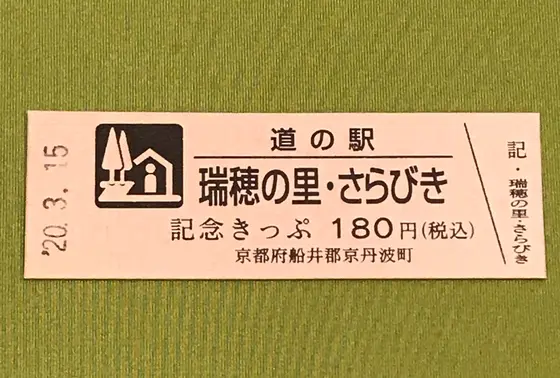 '20.3.15
道の駅
瑞穂の里・さらびき
記念きっぷ 180円(税込)
京都府船井郡京丹波町
記・瑞穂の里・さらびき